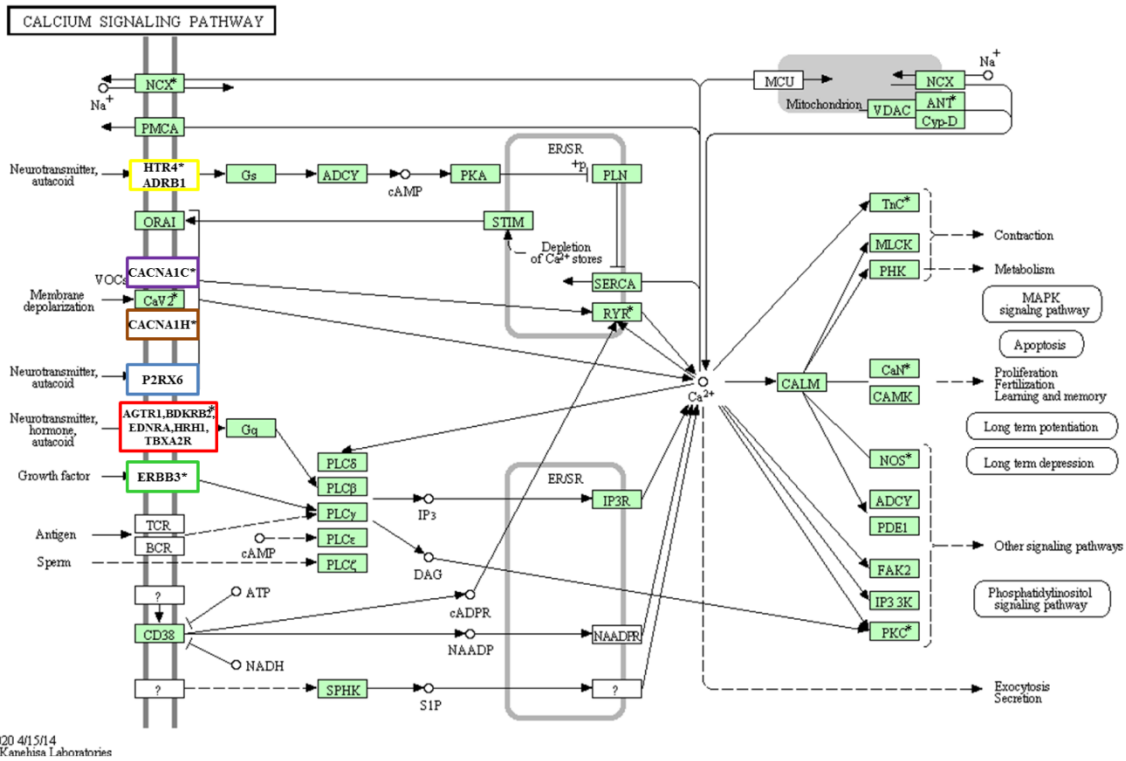 CALCIUM SIGNALING PATHWAY
NCX*
Na+
PMCA
MCU
Mitochondrion
NCX
Na+
VDAC
ANT*
Cyp-D
Neurotransmitter,
autacoid
HTR4*
ADRB1
Gs
ADCY
cAMP
PKA
ER/SR
+p
PLN
ORAI
STIM
Depletion
of Ca2+ stores
SERCA
VOCs
CACNA1C*
Membrane
depolarization
CaV2*
CACNA1H*
RYR*
Neurotransmitter,
autacoid
P2RX6
Neurotransmitter,
hormone,
autacoid
AGTR1,BDKRB2*,
EDNRA,HRH1,
TBXA2R
Gq
Growth factor
ERBB3*
PLCδ
PLCβ
PLCγ
PLCε
PLCζ
IP3
DAG
ER/SR
IP3R
Antigen
TCR
BCR
cAMP
Sperm
?
ATP
CD38
NADH
cADPR
NAADP
NAADPR
?
SPHK
S1P
?
Ca2+
CALM
TnC*
MLCK
PHK
CaN*
CAMK
NOS*
ADCY
PDE1
FAK2
IP3 3K
PKC*
Contraction
Metabolism
MAPK
signalng pathway
Apoptosis
Proliferation
Fertilization
Learning and memory
Long term potentiation
Long term depression
Other signaling pathways
Phosphatidylinositol
signaling pathway
Exocytosis
Secretion
020 4/15/14
Kanehisa Laboratories